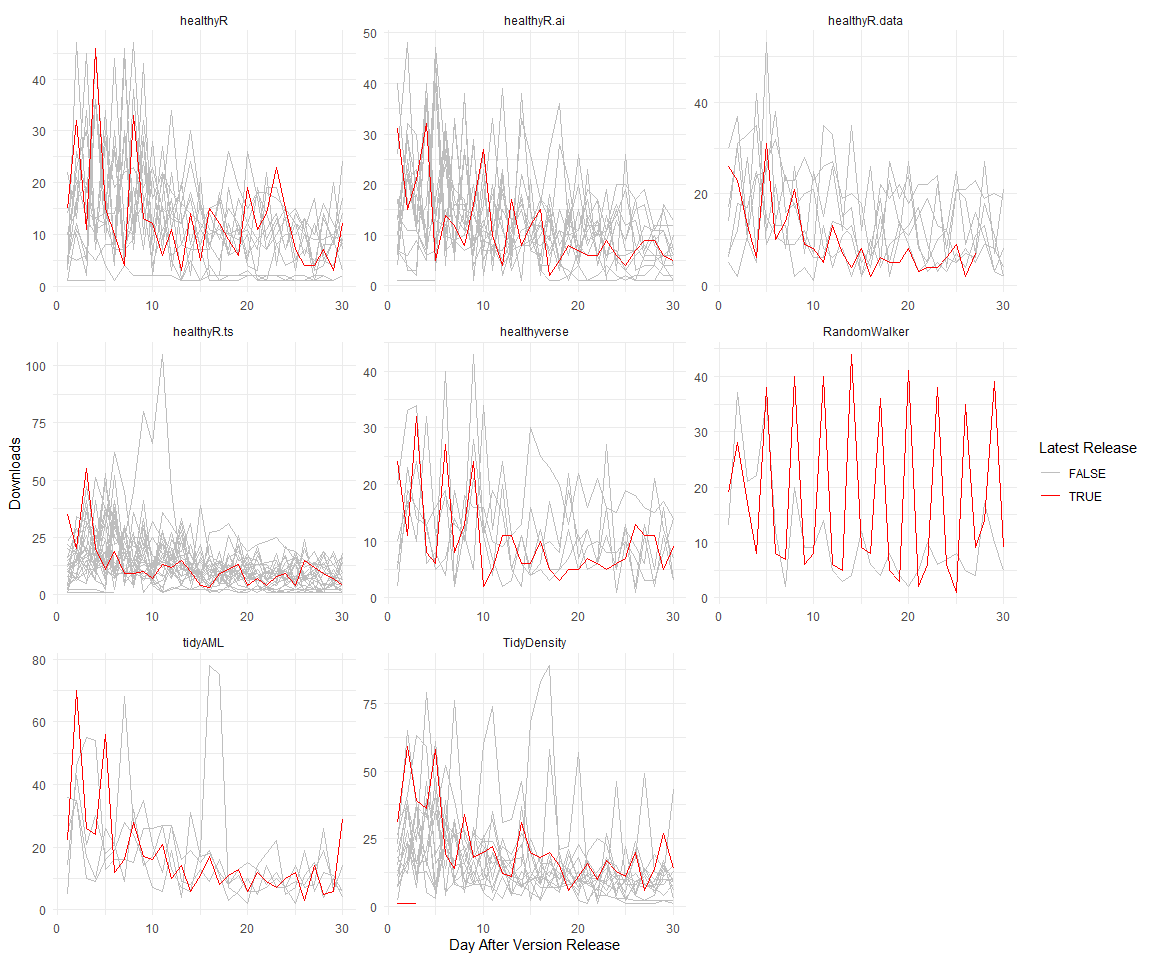 healthyR healthyR.ai healthyR.data
50
40 40 40
30 30
20 20 20
10 10
0 0 0
0 10 20 30 0 10 20 30 0 10 20 30
healthyR.ts healthyverse RandomWalker
100 40 40
75 30 30
50 20 20
25 10 10
0 0 0
0 10 20 30 0 10 20 30 0 10 20 30
tidyAML TidyDensity
80
60 75
40 50
20 25
0 0
0 10 20 30 0 10 20 30
Downloads
Day After Version Release
Latest Release
FALSE
TRUE